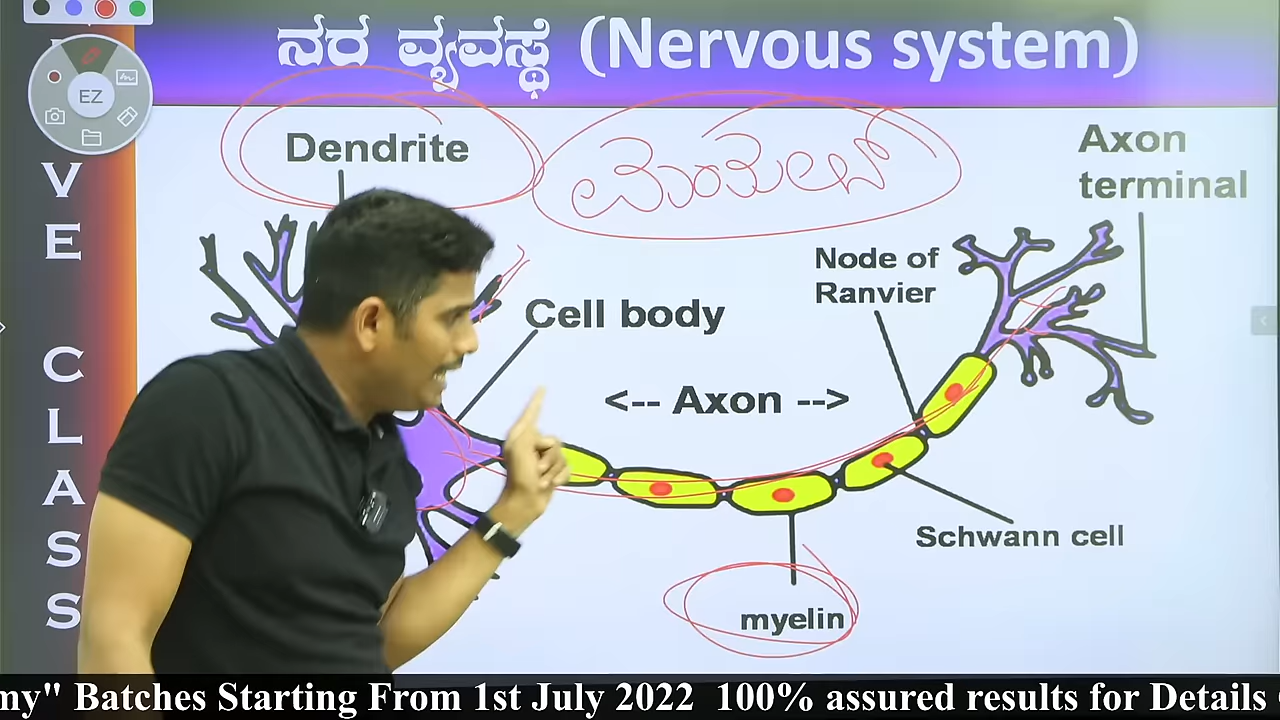 ನರ ವ್ಯವಸ್ಥೆ (Nervous system)
EZ
VE CLASS
Dendrite
Axon
terminal
Node of
Ranvier
Cell body
<-- Axon -->
Schwann cell
myelin
my" Batches Starting From 1st July 2022 100% assured results for Details